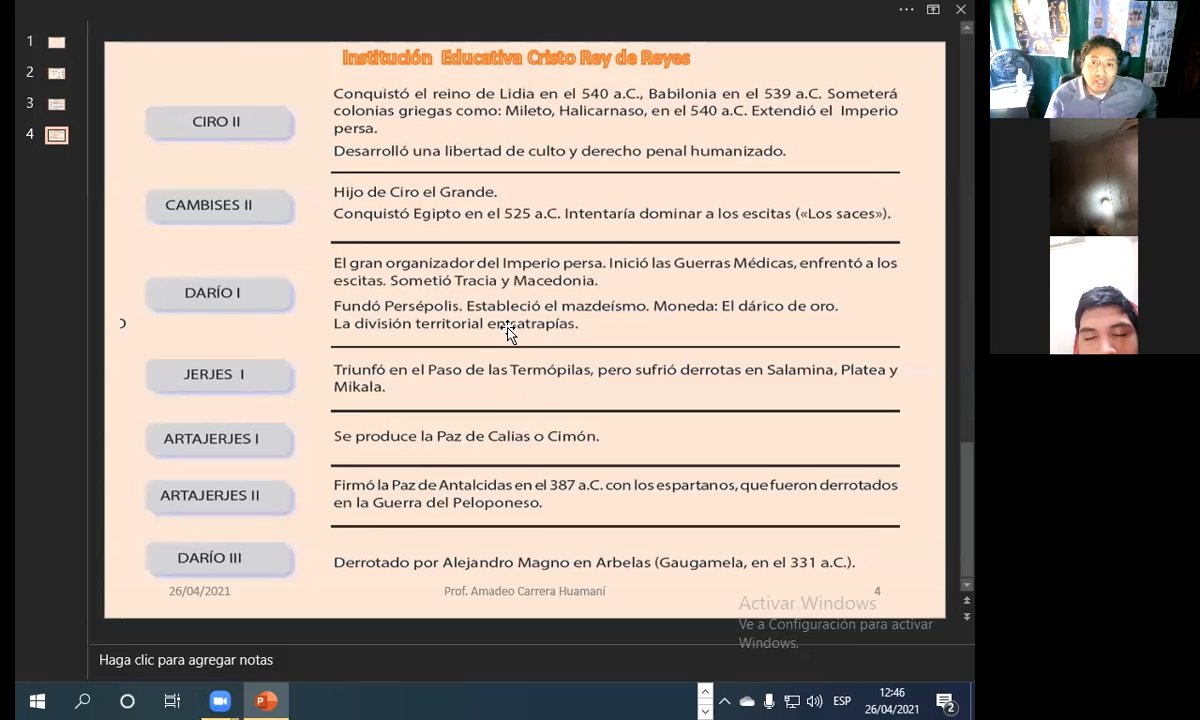 1
2
3
4
Institución Educativa Cristo Rey de Reyes
CIRO II
Conquistó el reino de Lidia en el 540 a.C., Babilonia en el 539 a.C. Someterá
colonias griegas como: Mileto, Halicarnaso, en el 540 a.C. Extendió el Imperio
persa.
Desarrolló una libertad de culto y derecho penal humanizado.
CAMBISES II
Hijo de Ciro el Grande.
Conquistó Egipto en el 525 a.C. Intentaría dominar a los escitas («Los saces»).
DARÍO I
El gran organizador del Imperio persa. Inició las Guerras Médicas, enfrentó a los
escitas. Sometió Tracia y Macedonia.
Fundó Persépolis. Estableció el mazdeísmo. Moneda: El dárico de oro.
La división territorial en satrapías.
JERJES I
Triunfó en el Paso de las Termópilas, pero sufrió derrotas en Salamina, Platea y
Mikala.
ARTAJERJES I
Se produce la Paz de Calias o Cimón.
ARTAJERJES II
Firmó la Paz de Antalcidas en el 387 a.C. con los espartanos, que fueron derrotados
en la Guerra del Peloponeso.
DARÍO III
Derrotado por Alejandro Magno en Arbelas (Gaugamela, en el 331 a.C.).
26/04/2021
Prof. Amadeo Carrera Huamaní
4
Activar Windows
Ve a Configuración para activar
Windows.
Haga clic para agregar notas
ESP
12:46
26/04/2021
2